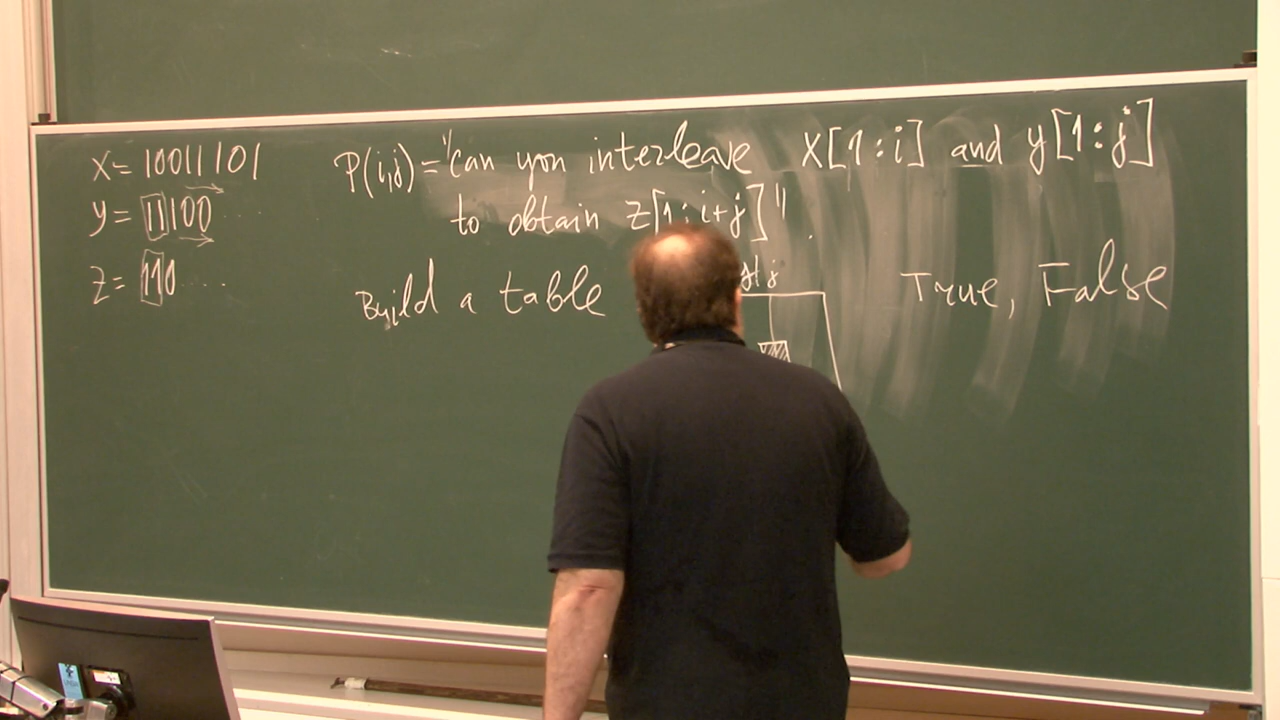 x = 10011101
y = 11100 ....
z = 110 ....
P(i,j) = "can you interleave X[1:i] and y[1:j]
to obtain z[1:i+j]".
Build a table
j
True, False